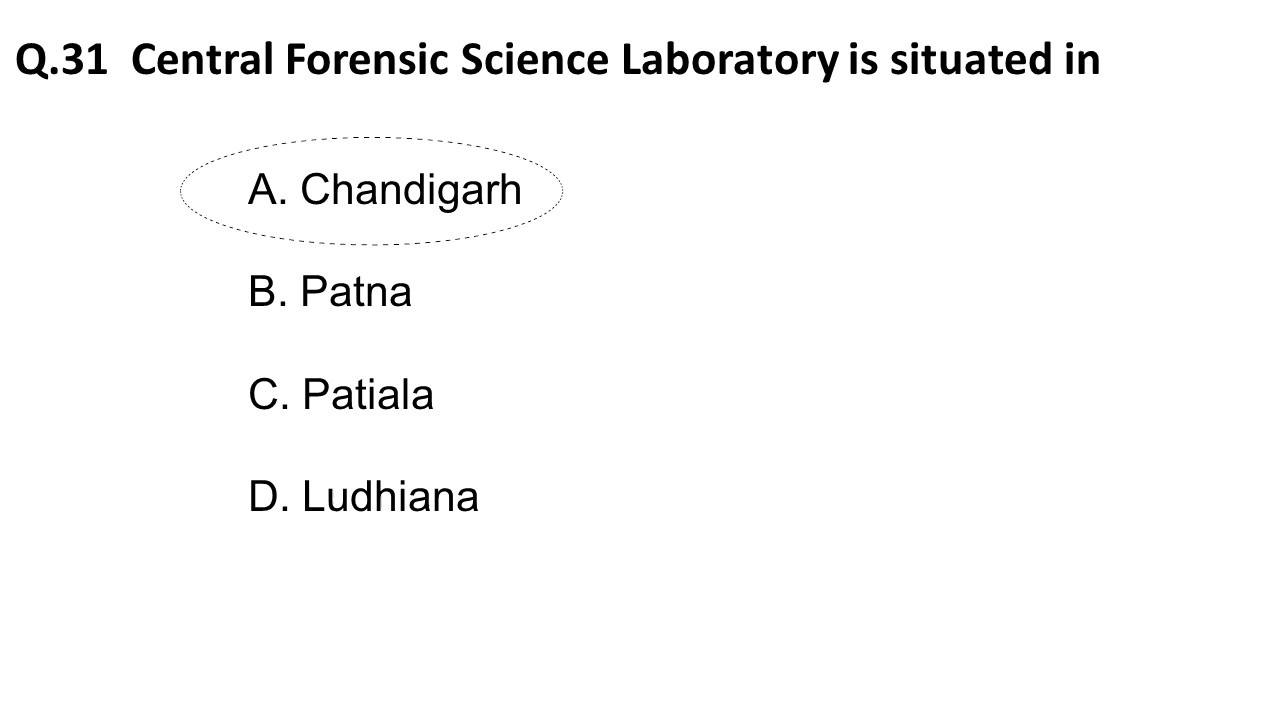 Q.31 Central Forensic Science Laboratory is situated in
A. Chandigarh
B. Patna
C. Patiala
D. Ludhiana